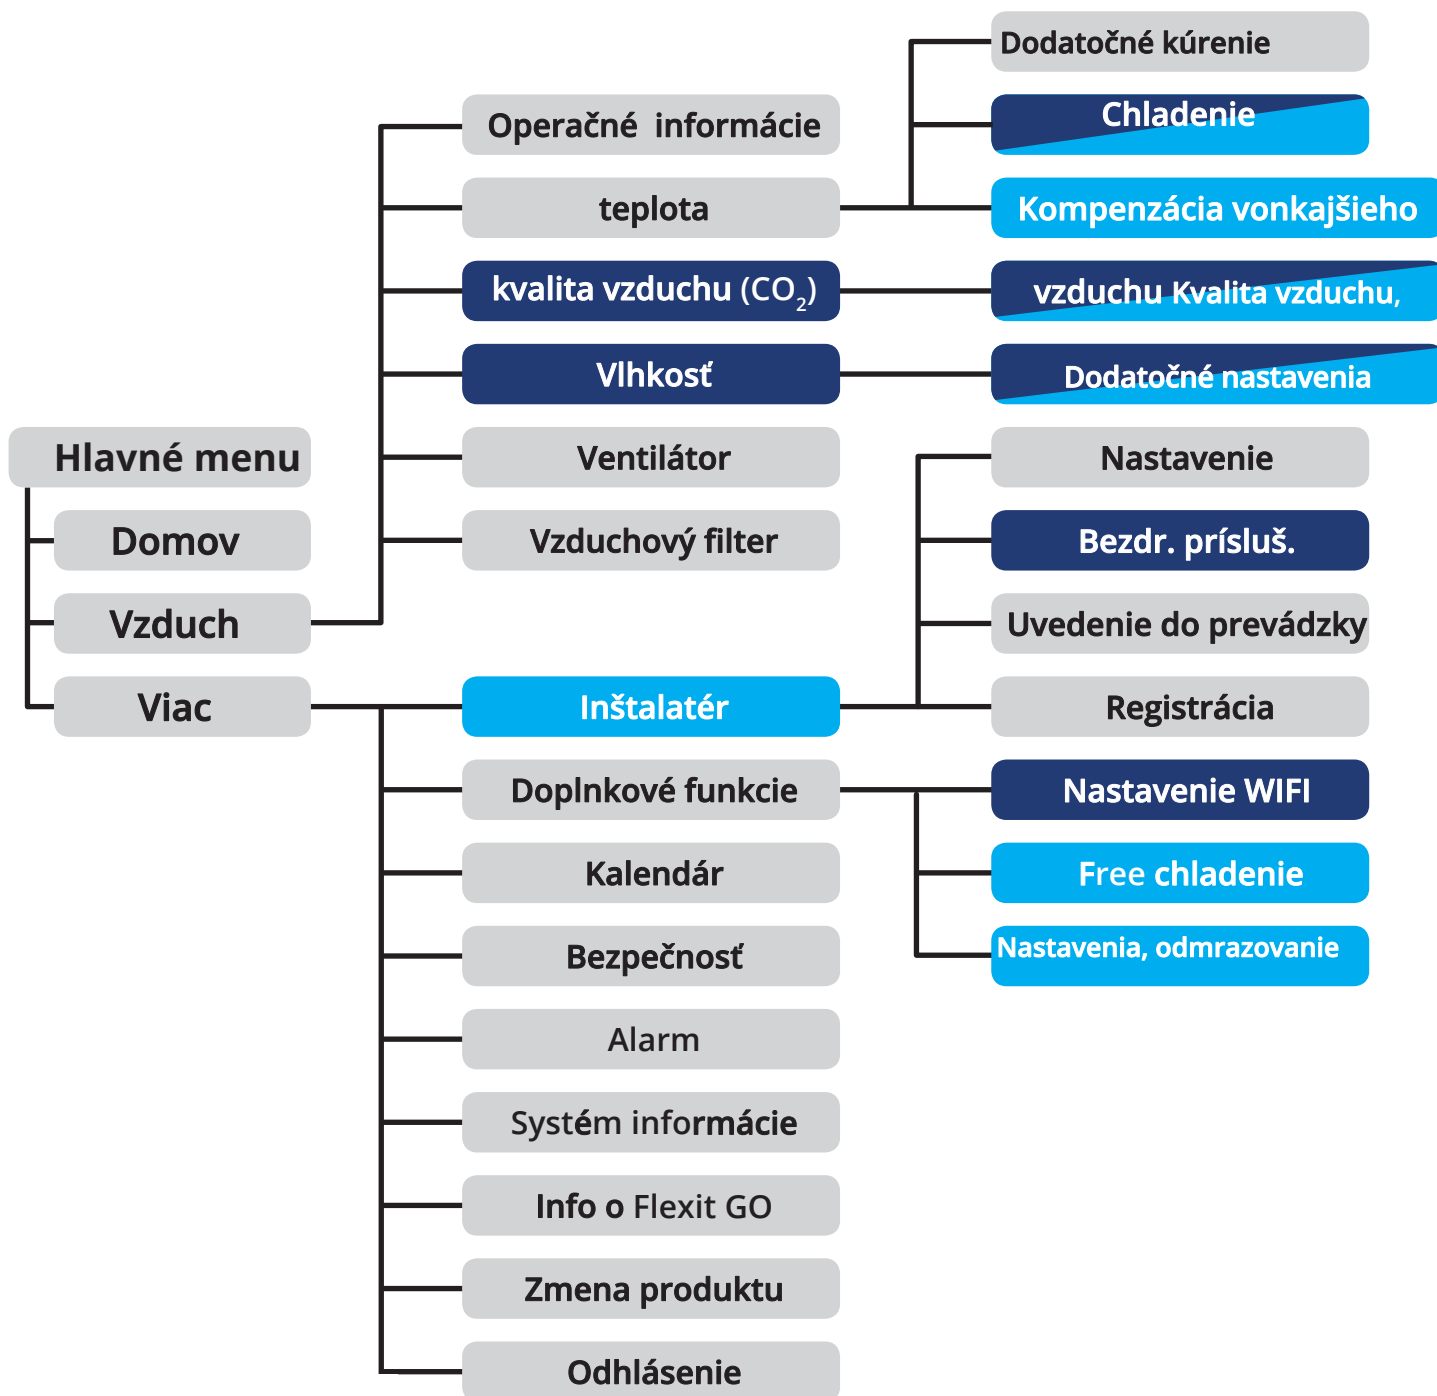 Hlavné menu
Domov
Vzduch
Viac
Operačné informácie
teplota
kvalita vzduchu (CO₂)
Vlhkosť
Ventilátor
Vzduchový filter
Inštalatér
Doplnkové funkcie
Kalendár
Bezpečnosť
Alarm
Systém informácie
Info o Flexit GO
Zmena produktu
Odhlásenie
Dodatočné kúrenie
Chladenie
Kompenzácia vonkajšieho
vzduchu Kvalita vzduchu,
Dodatočné nastavenia
Nastavenie
Bezdr. prísluš.
Uvedenie do prevádzky
Registrácia
Nastavenie WIFI
Free chladenie
Nastavenia, odmrazovanie